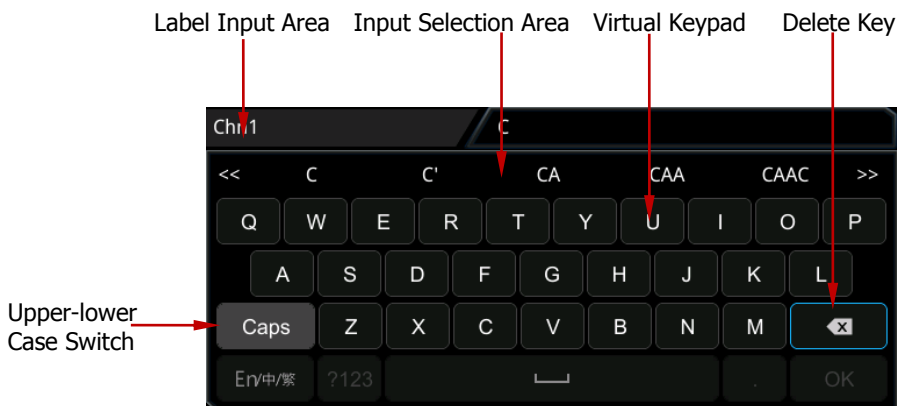 Label Input Area Input Selection Area Virtual Keypad Delete Key
Chn1 C
<< C C' CA CAA CAAC >>
Q W E R T Y U I O P
A S D F G H J K L
Upper-lower
Case Switch
Caps Z X C V B N M
En/中/繁 ?123 . OK